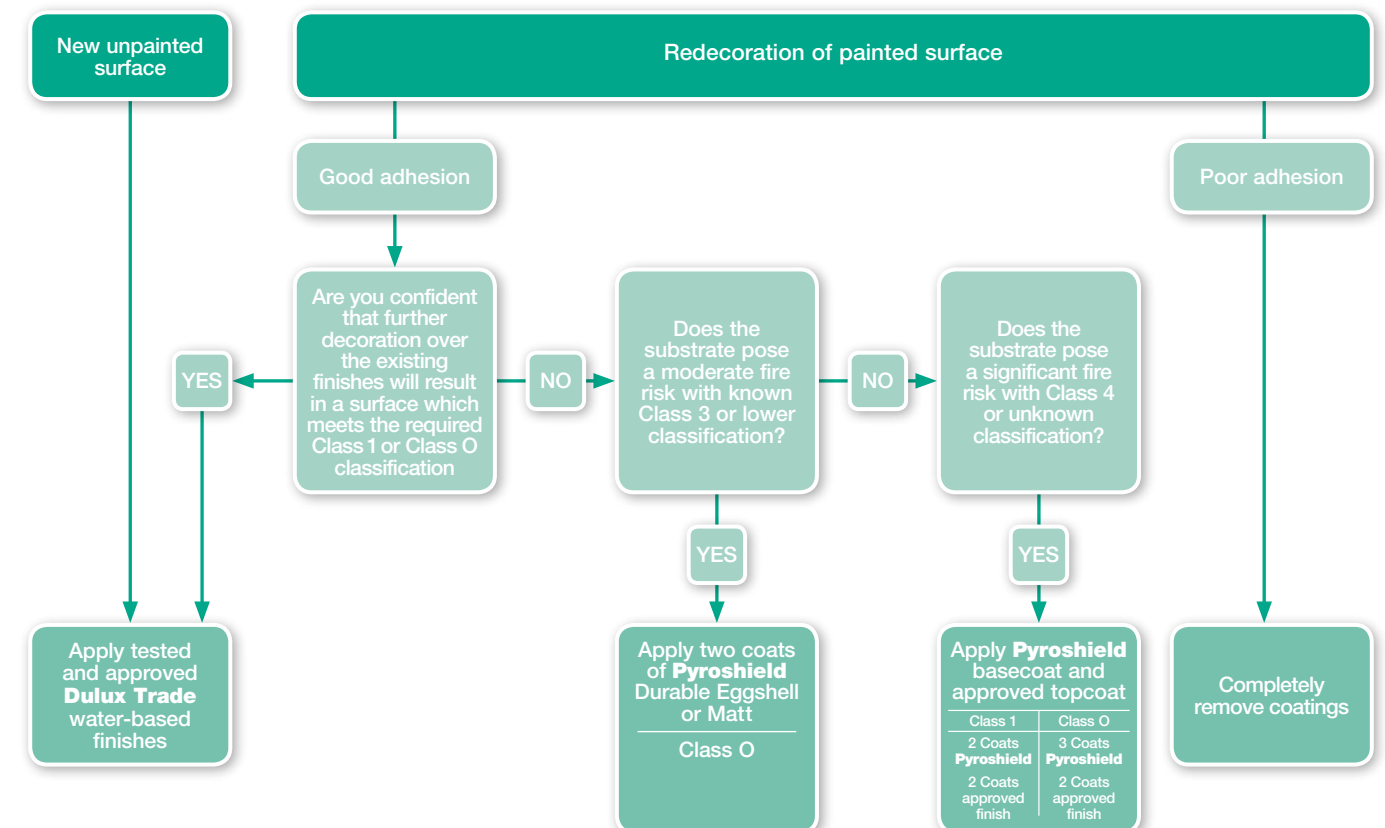 New unpainted
surface
Redecoration of painted surface
Good adhesion
Poor adhesion
Are you confident
that further
decoration over
the existing
finishes will result
in a surface which
meets the required
Class 1 or Class O
classification
YES
NO
Does the
substrate pose
a moderate fire
risk with known
Class 3 or lower
classification?
NO
Does the
substrate pose
a significant fire
risk with Class 4
or unknown
classification?
YES
YES
Apply tested
and approved
Dulux Trade
water-based
finishes
Apply two coats
of Pyroshield
Durable Eggshell
or Matt
Class O
Apply Pyroshield
basecoat and
approved topcoat
Class 1
Class O
2 Coats
Pyroshield
2 Coats
approved
finish
3 Coats
Pyroshield
2 Coats
approved
finish
Completely
remove coatings